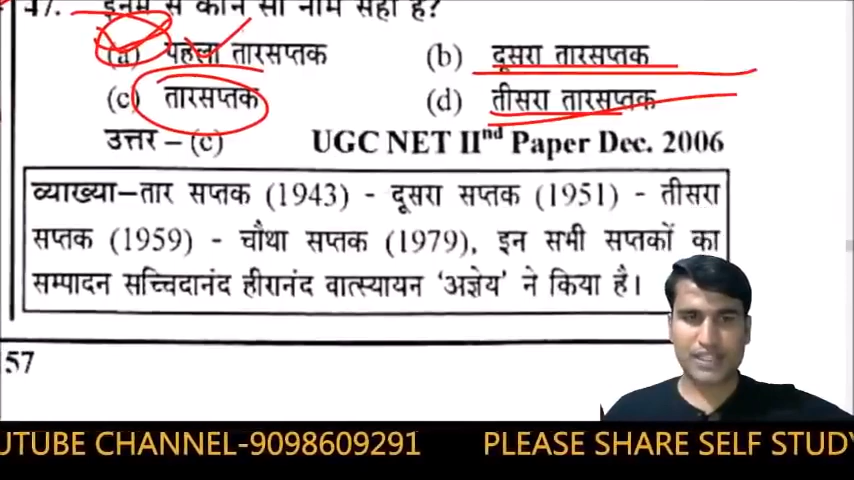 47. इनमें से कौन सा नाम सही है?
(a) पहला तारसप्तक (b) दूसरा तारसप्तक
(c) तारसप्तक (d) तीसरा तारसप्तक
उत्तर – (c) UGC NET IInd Paper Dec. 2006
व्याख्या–तार सप्तक (1943) - दूसरा सप्तक (1951) - तीसरा
सप्तक (1959) - चौथा सप्तक (1979), इन सभी सप्तकों का
सम्पादन सच्चिदानंद हीरानंद वात्स्यायन ‘अज्ञेय’ ने किया है।
57
UTUBE CHANNEL-9098609291 PLEASE SHARE SELF STUDY